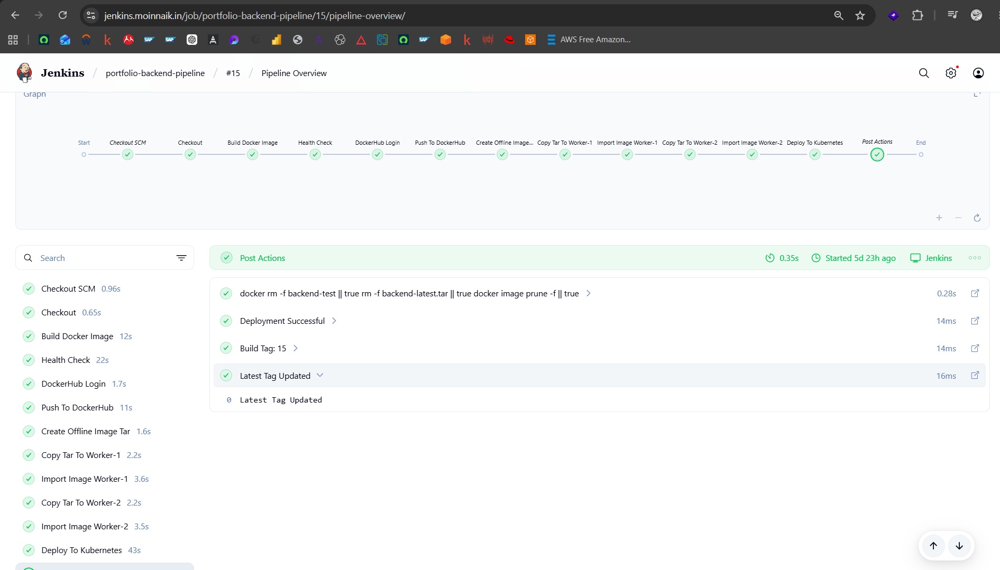 jenkins.moinnaik.in/job/portfolio-backend-pipeline/15/pipeline-overview/
AWS Free Amazon...
Jenkins / portfolio-backend-pipeline / #15 / Pipeline Overview
Graph
Start Checkout SCM Checkout Build Docker Image Health Check DockerHub Login Push To DockerHub Create Offline Image... Copy Tar To Worker-1 Import Image Worker-1 Copy Tar To Worker-2 Import Image Worker-2 Deploy To Kubernetes Post Actions End
Search
Checkout SCM 0.96s
Checkout 0.65s
Build Docker Image 12s
Health Check 22s
DockerHub Login 1.7s
Push To DockerHub 11s
Create Offline Image Tar 1.6s
Copy Tar To Worker-1 2.2s
Import Image Worker-1 3.6s
Copy Tar To Worker-2 2.2s
Import Image Worker-2 3.5s
Deploy To Kubernetes 43s
Post Actions 0.35s Started 5d 23h ago Jenkins
docker rm -f backend-test || true rm -f backend-latest.tar || true docker image prune -f || true 0.28s
Deployment Successful 14ms
Build Tag: 15 14ms
Latest Tag Updated 16ms
0 Latest Tag Updated